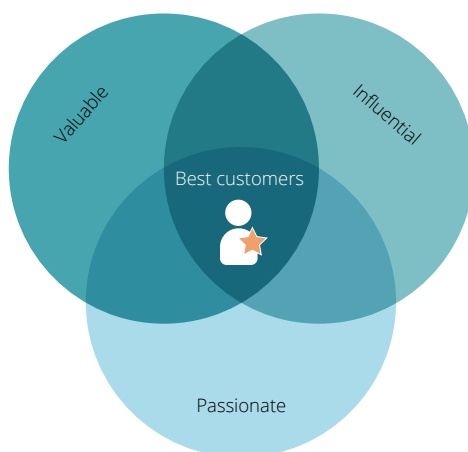 Valuable
Influential
Best customers
Passionate